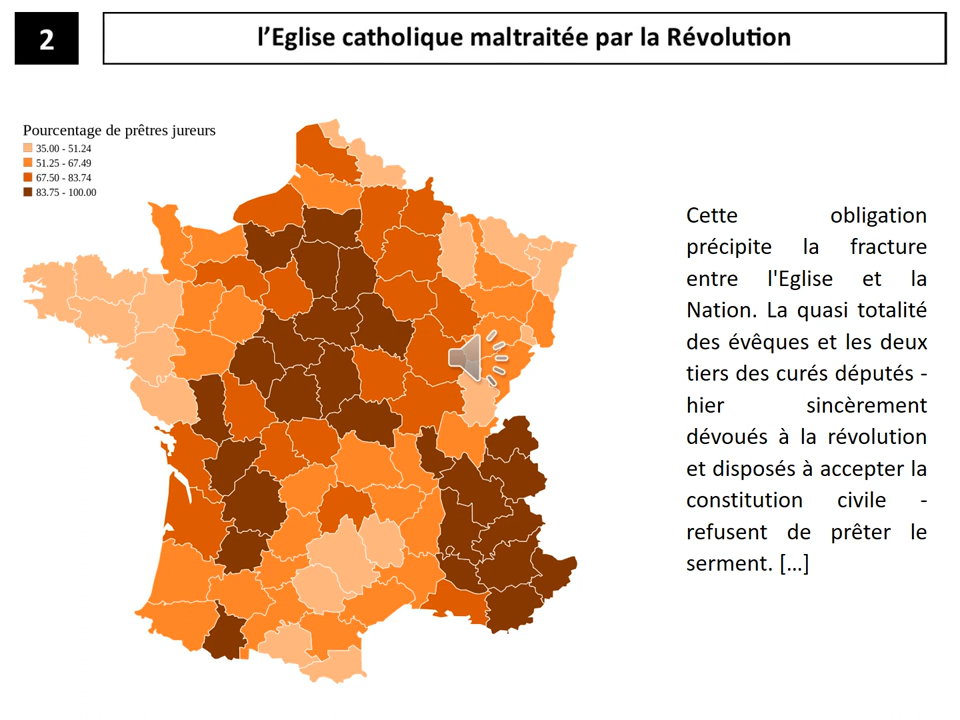 2
l’Eglise catholique maltraitée par la Révolution
Pourcentage de prêtres jureurs
35.00 - 51.24
51.25 - 67.49
67.50 - 83.74
83.75 - 100.00
Cette obligation
précipite la fracture
entre l'Eglise et la
Nation. La quasi totalité
des évêques et les deux
tiers des curés députés -
hier sincèrement
dévoués à la révolution
et disposés à accepter la
constitution civile -
refusent de prêter le
serment. […]